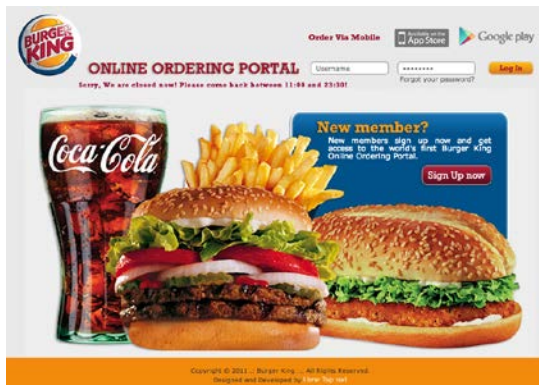 BURGER
KING
Order Via Mobile
Available on the
App Store
Google play
ONLINE ORDERING PORTAL
Username
Log In
Forgot your password?
Sorry, We are closed now! Please come back between 11:00 and 23:30!
New member?
New members sign up now and get
access to the world's first Burger King
Online Ordering Portal.
Sign Up now
Coca-Cola
Copyright © 2011 .: Burger King :. All Rights Reserved.
Designed and Developed by